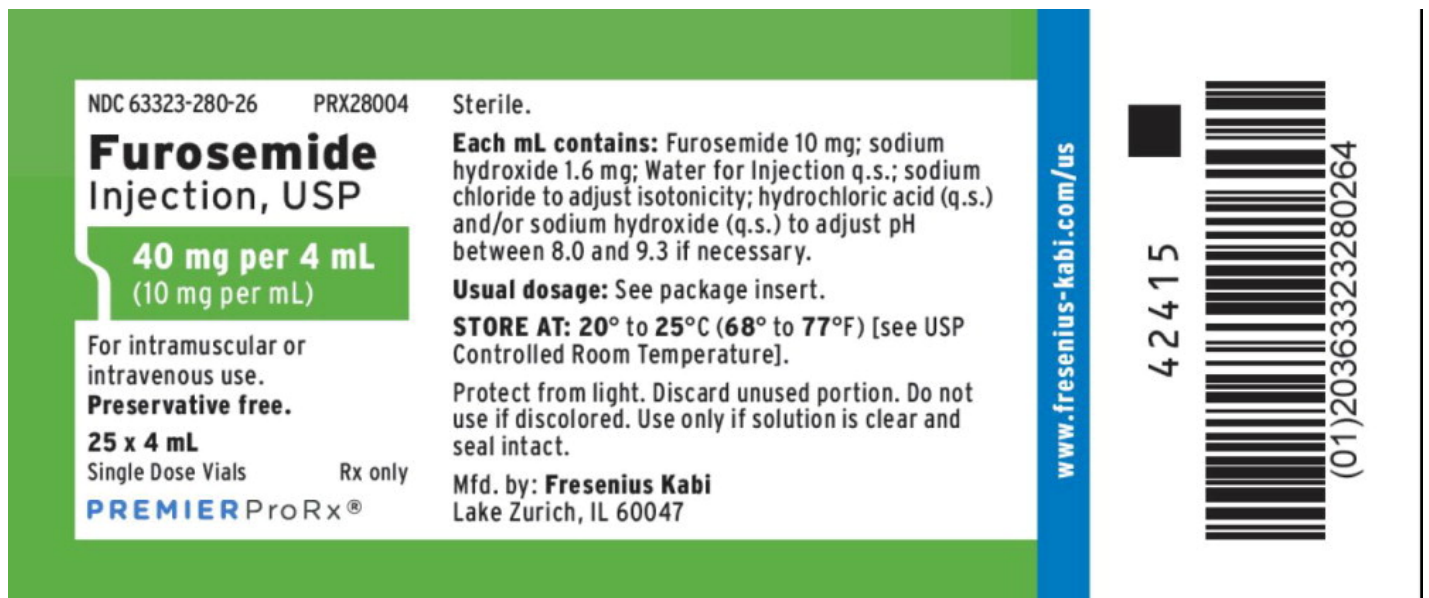 NDC 63323-280-26 PRX28004
Furosemide
Injection, USP
40 mg per 4 mL
(10 mg per mL)
For intramuscular or
intravenous use.
Preservative free.
25 x 4 mL
Single Dose Vials Rx only
PREMIERProRx®
Sterile.
Each mL contains: Furosemide 10 mg; sodium
hydroxide 1.6 mg; Water for Injection q.s.; sodium
chloride to adjust isotonicity; hydrochloric acid (q.s.)
and/or sodium hydroxide (q.s.) to adjust pH
between 8.0 and 9.3 if necessary.
Usual dosage: See package insert.
STORE AT: 20° to 25°C (68° to 77°F) [see USP
Controlled Room Temperature].
Protect from light. Discard unused portion. Do not
use if discolored. Use only if solution is clear and
seal intact.
Mfd. by: Fresenius Kabi
Lake Zurich, IL 60047
www.fresenius-kabi.com/us
42415
(01)20363323280264